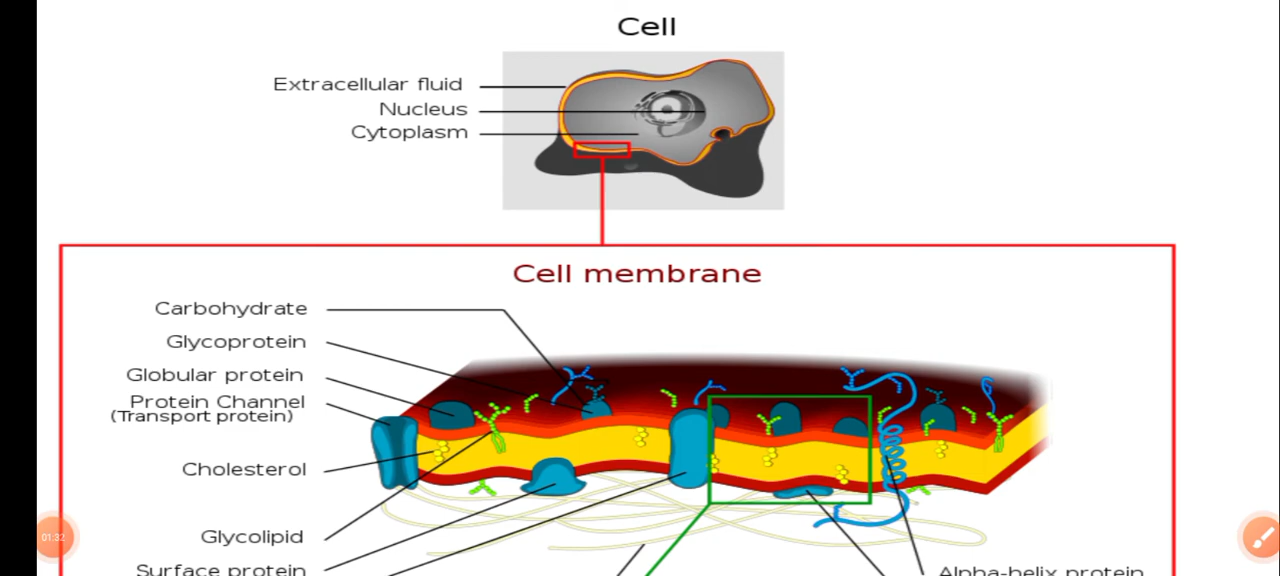 Cell
Extracellular fluid
Nucleus
Cytoplasm
Cell membrane
Carbohydrate
Glycoprotein
Globular protein
Protein Channel
(Transport protein)
Cholesterol
Glycolipid
Surface protein
Alpha-helix protein
01:32